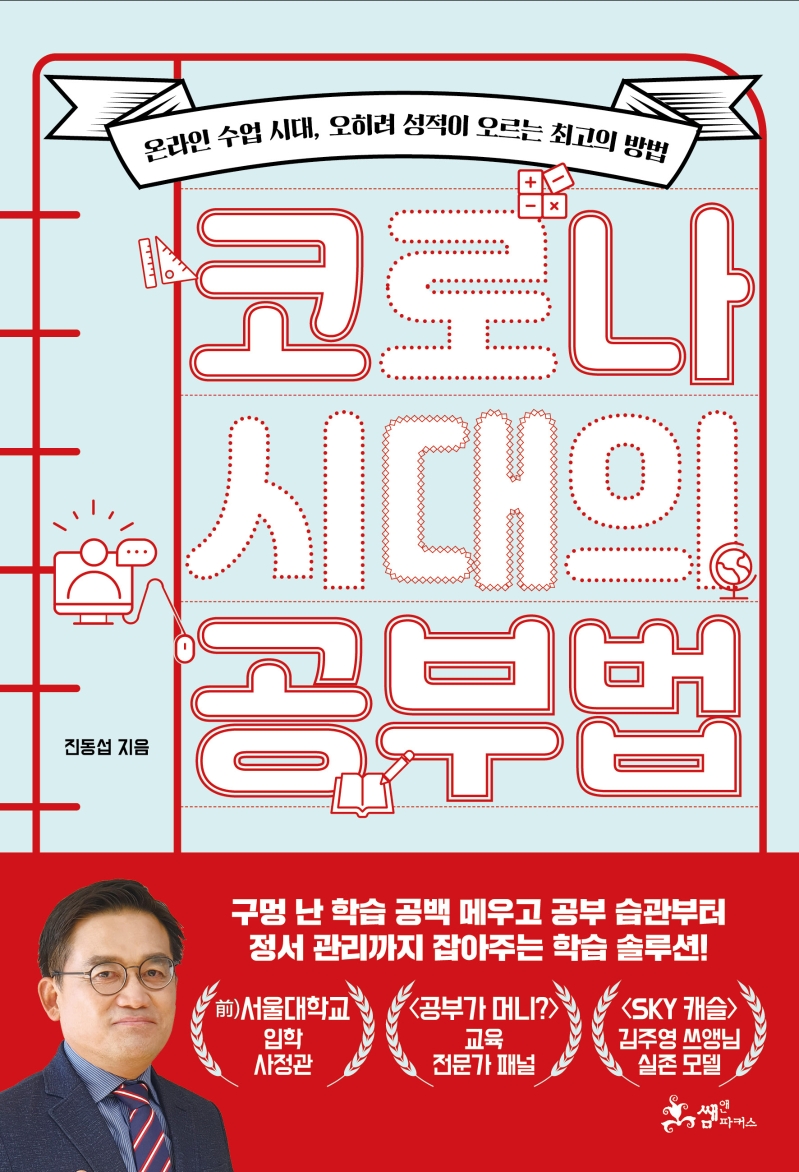 온라인 수업 시대, 오히려 성적이 오르는 최고의 방법
코로나
시대의
공부법
진동섭 지음
구멍 난 학습 공백 메우고 공부 습관부터
정서 관리까지 잡아주는 학습 솔루션!
前)서울대학교
입학
사정관
〈공부가 머니?〉
교육
전문가 패널
〈SKY 캐슬〉
김주영 쓰앵님
실존 모델
쌤앤파커스